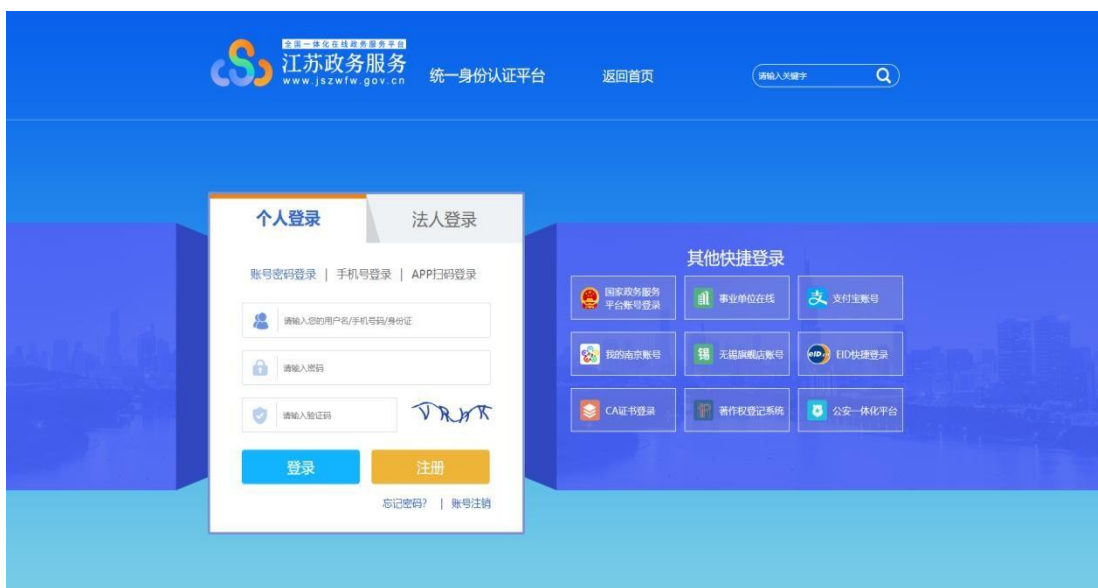 全国一体化在线政务服务平台
江苏政务服务
www.jszwfw.gov.cn
统一身份认证平台
返回首页
请输入关键字
个人登录
法人登录
账号密码登录 | 手机号登录 | APP扫码登录
请输入您的用户名/手机号码/身份证
请输入密码
请输入验证码
登录
注册
忘记密码? | 账号注销
其他快捷登录
国家政务服务
平台账号登录
事业单位在线
支付宝账号
我的南京账号
锡
无锡旗舰店账号
eID
EID快捷登录
CA证书登录
著作权登记系统
公安一体化平台